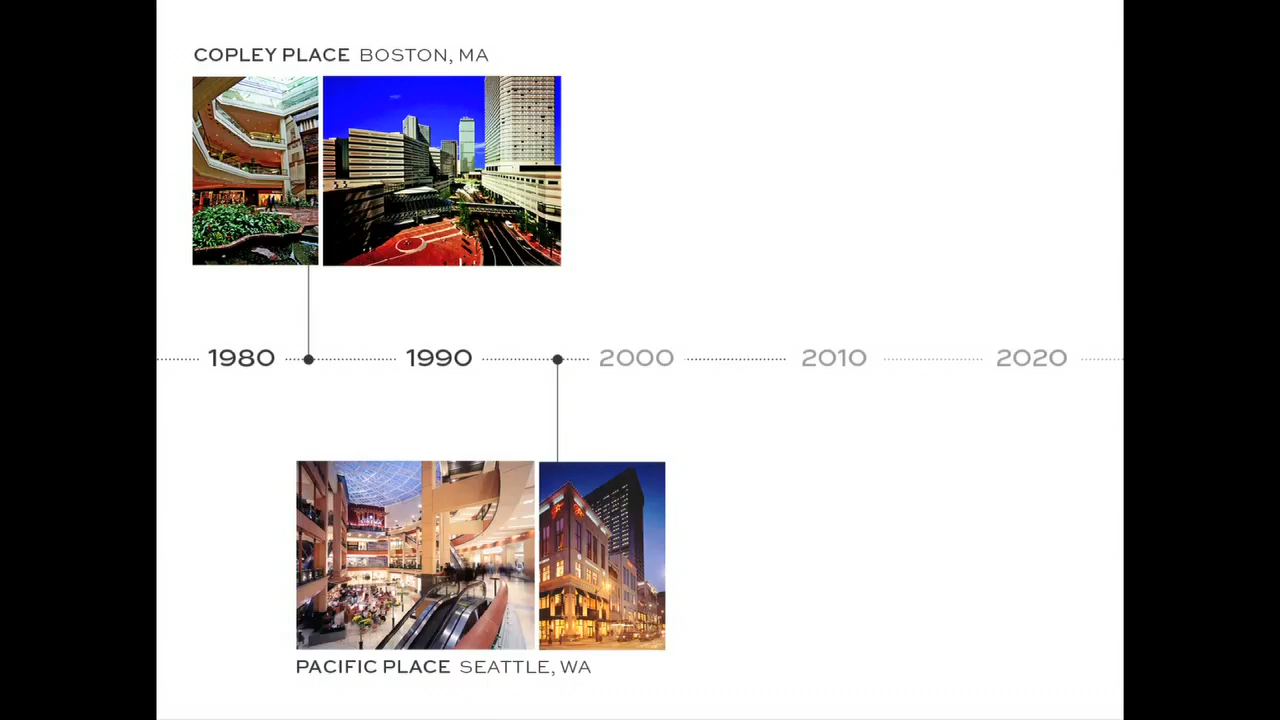 COPLEY PLACE BOSTON, MA
1980 1990 2000 2010 2020
PACIFIC PLACE SEATTLE, WA